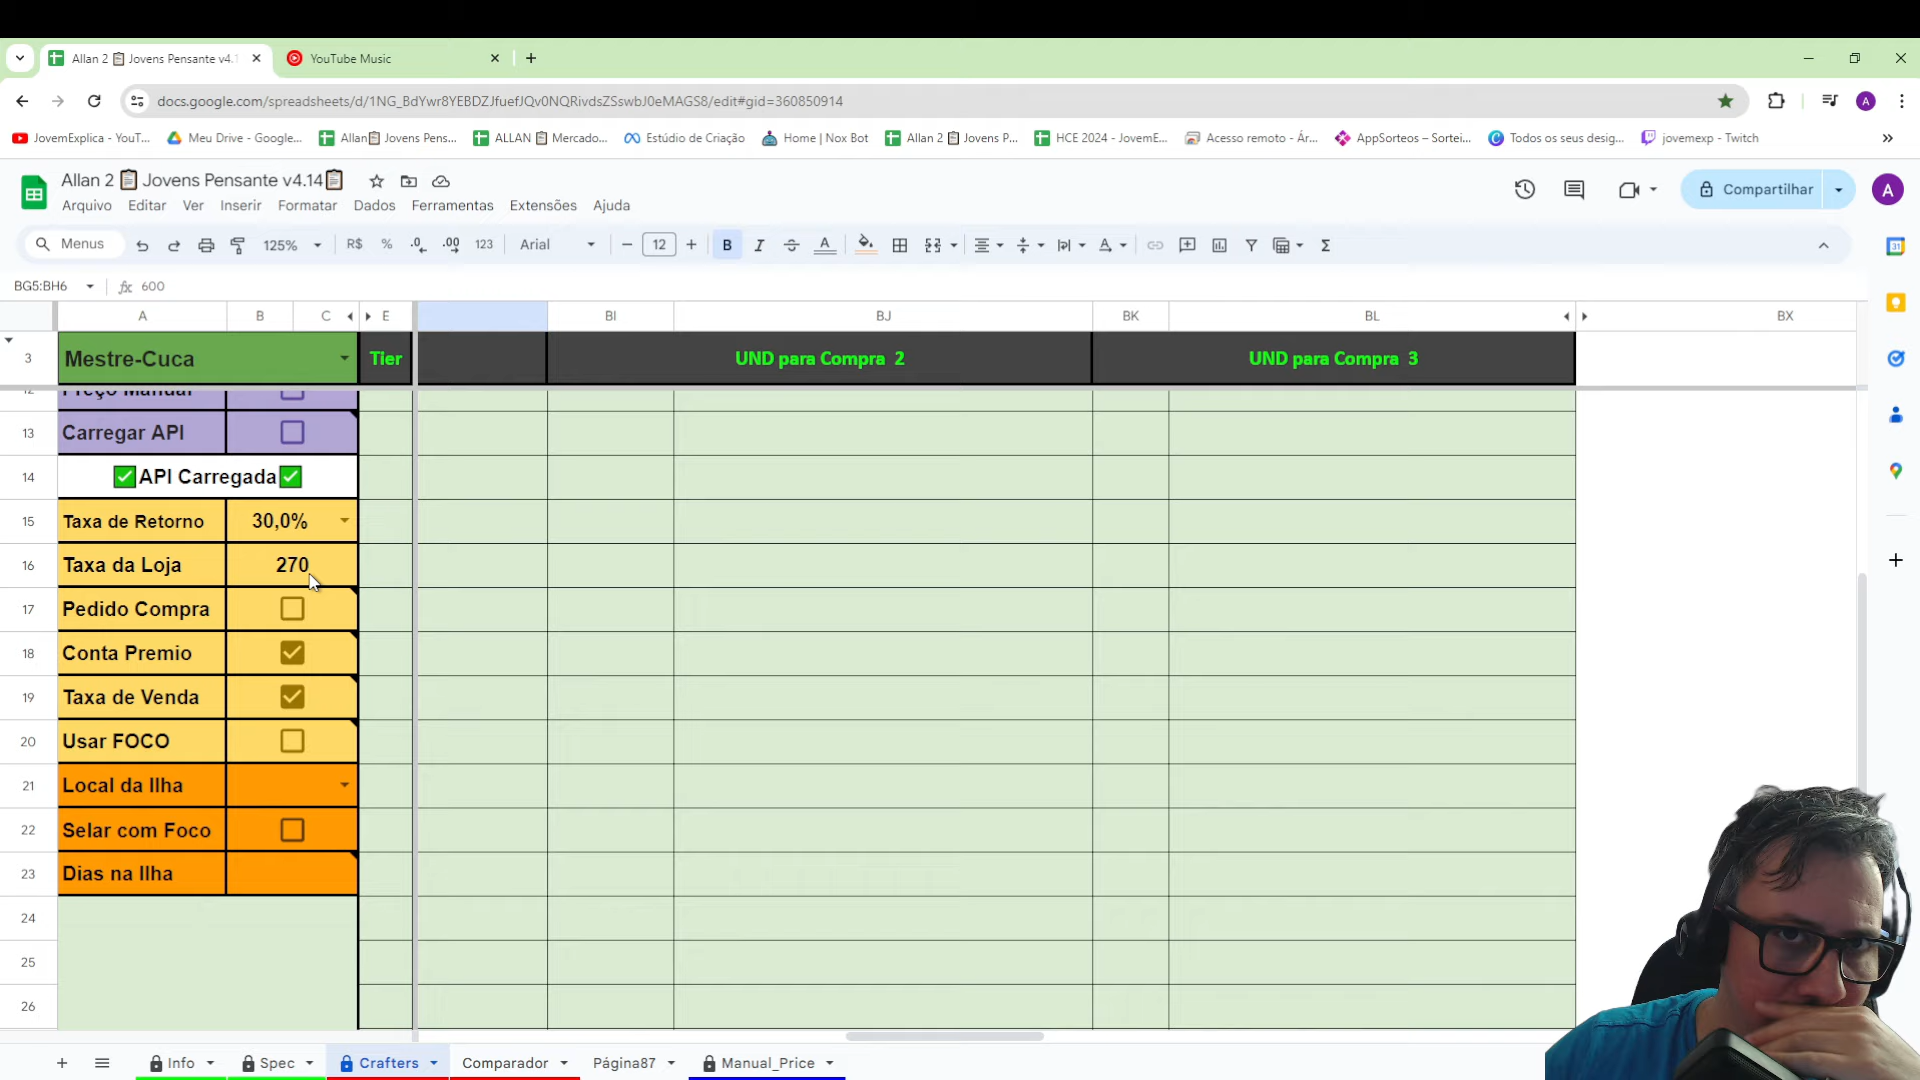 Allan 2 📋 Jovens Pensante v4.1
YouTube Music
docs.google.com/spreadsheets/d/1NG_BdYwr8YEBDZJfuefJQv0NQRivdsZSswbJ0eMAGS8/edit#gid=360850914
A
JovemExplica - YouT...
Meu Drive - Google...
Allan📋 Jovens Pens...
ALLAN 📋 Mercado...
Estúdio de Criação
Home | Nox Bot
Allan 2 📋 Jovens P...
HCE 2024 - JovemE...
Acesso remoto - Ár...
AppSorteos – Sortei...
Todos os seus desig...
jovemexp - Twitch
Allan 2 📋 Jovens Pensante v4.14📋
Arquivo Editar Ver Inserir Formatar Dados Ferramentas Extensões Ajuda
Compartilhar
A
Menus
125%
R$ % .0 .00 123
Arial
12
B I A Σ
BG5:BH6
fx 600
A B C E BI BJ BK BL BX
3 Mestre-Cuca Tier UND para Compra 2 UND para Compra 3
12 Preço Manual
13 Carregar API
14 ✅API Carregada✅
15 Taxa de Retorno 30,0%
16 Taxa da Loja 270
17 Pedido Compra
18 Conta Premio
19 Taxa de Venda
20 Usar FOCO
21 Local da Ilha
22 Selar com Foco
23 Dias na Ilha
24
25
26
Info Spec Crafters Comparador Página87 Manual_Price